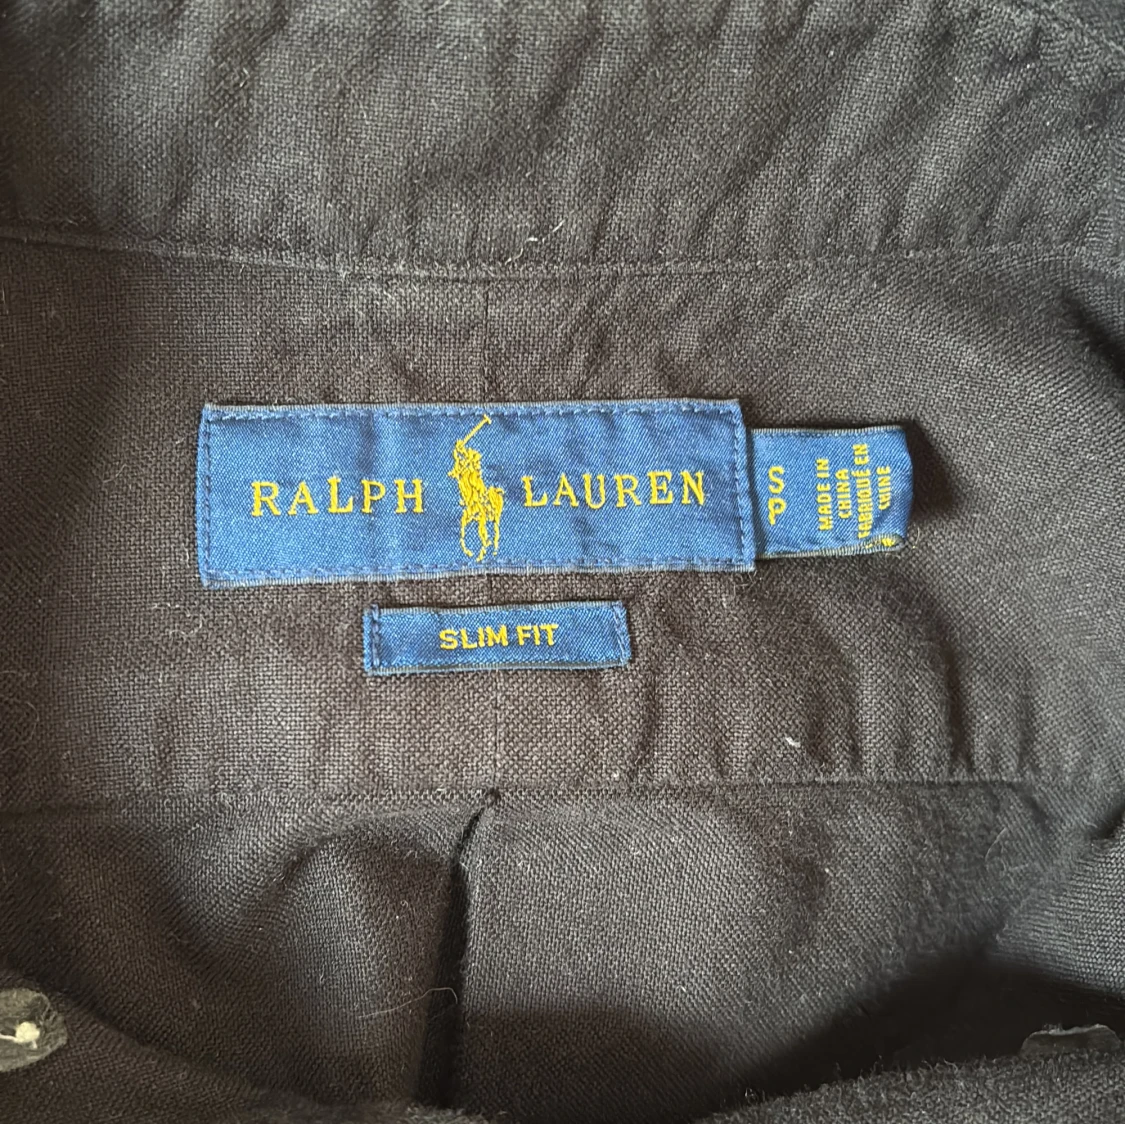 RALPH LAUREN
S
P
MADE IN
CHINA
FABRIQUÉ EN
CHINE
SLIM FIT